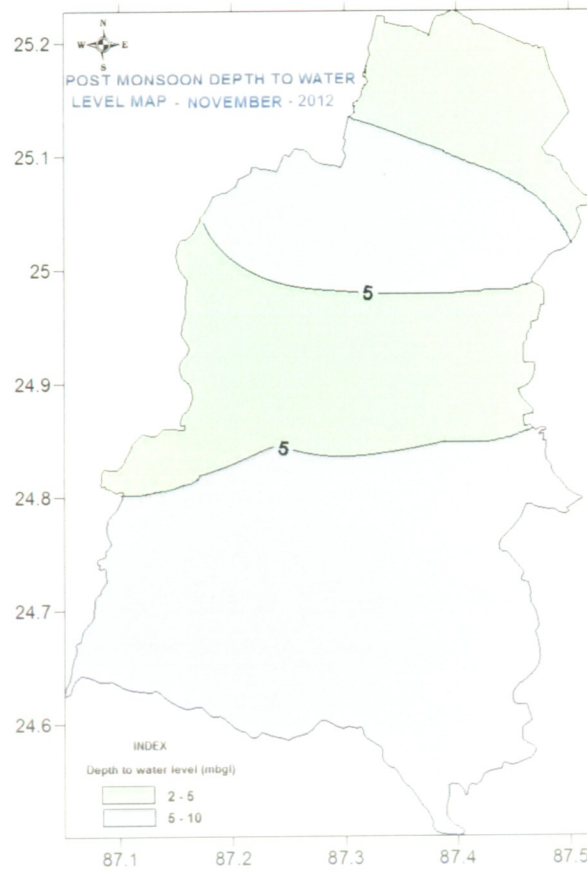 25.2
N
W E
S
POST MONSOON DEPTH TO WATER
LEVEL MAP - NOVEMBER - 2012
25.1
25
5
24.9
5
24.8
24.7
24.6
INDEX
Depth to water level (mbgl)
2 - 5
5 - 10
87.1 87.2 87.3 87.4 87.5